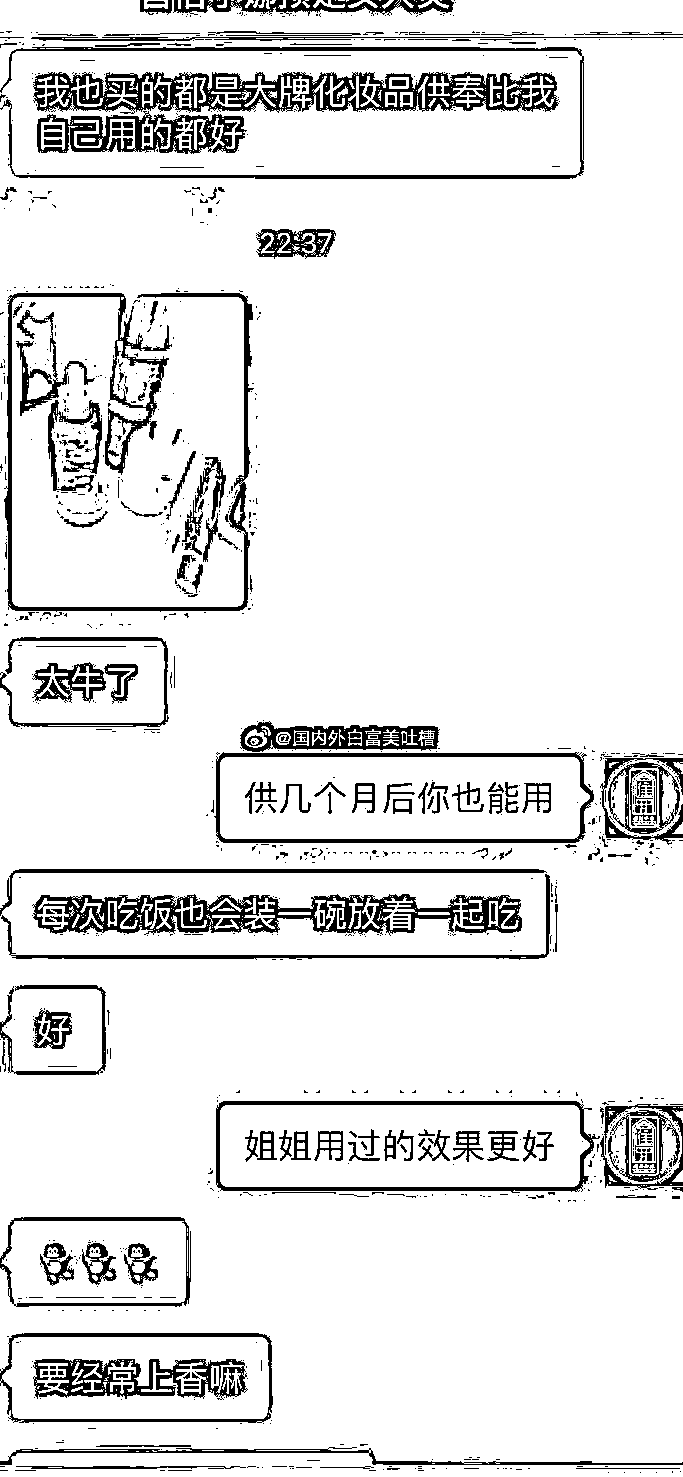 我也买的都是大牌化妆品供奉比我
自己用的都好
22:37
太牛了
@国内外白富美吐槽
供几个月后你也能用
每次吃饭也会装一碗放着一起吃
好
姐姐用过的效果更好
要经常上香嘛